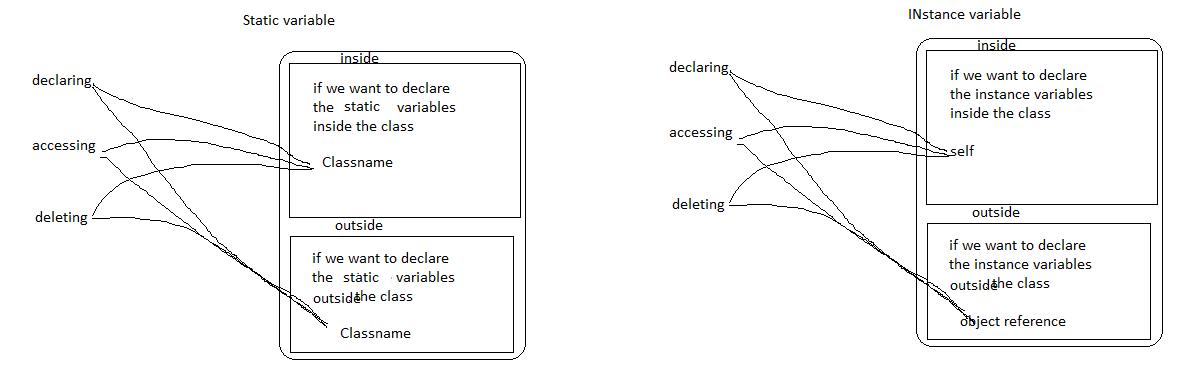 Static variable
declaring
accessing
deleting
inside
if we want to declare
the static variables
inside the class
Classname
outside
if we want to declare
the static variables
outside the class
Classname
INstance variable
declaring
accessing
deleting
inside
if we want to declare
the instance variables
inside the class
self
outside
if we want to declare
the instance variables
outside the class
object reference